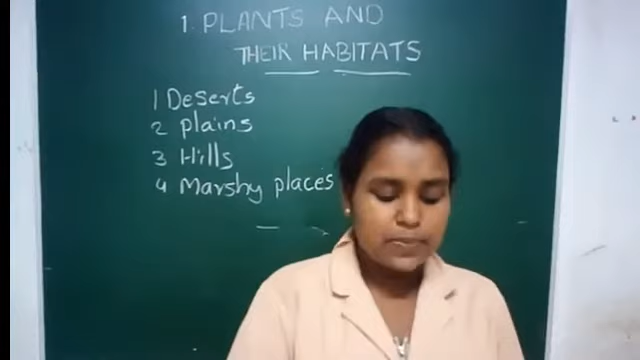 1. PLANTS AND
THEIR HABITATS
1 Deserts
2 plains
3 Hills
4 Marshy places